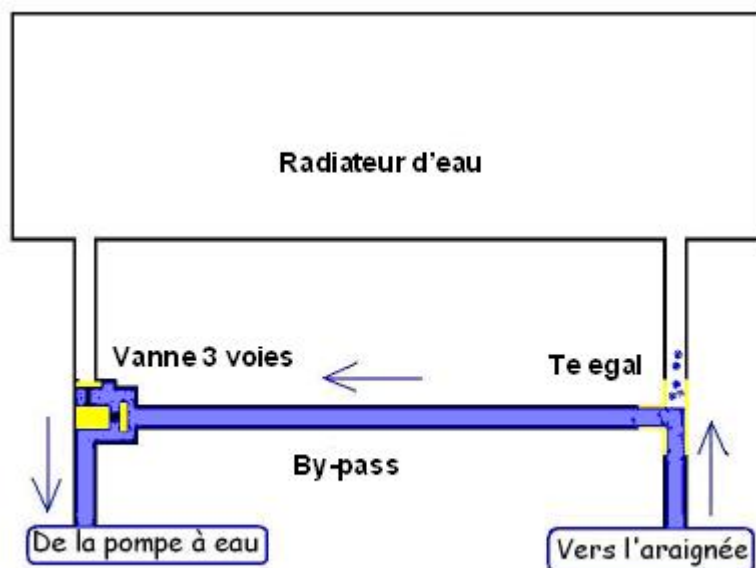 Radiateur d'eau
Vanne 3 voies
Te egal
By-pass
De la pompe à eau
Vers l'araignée